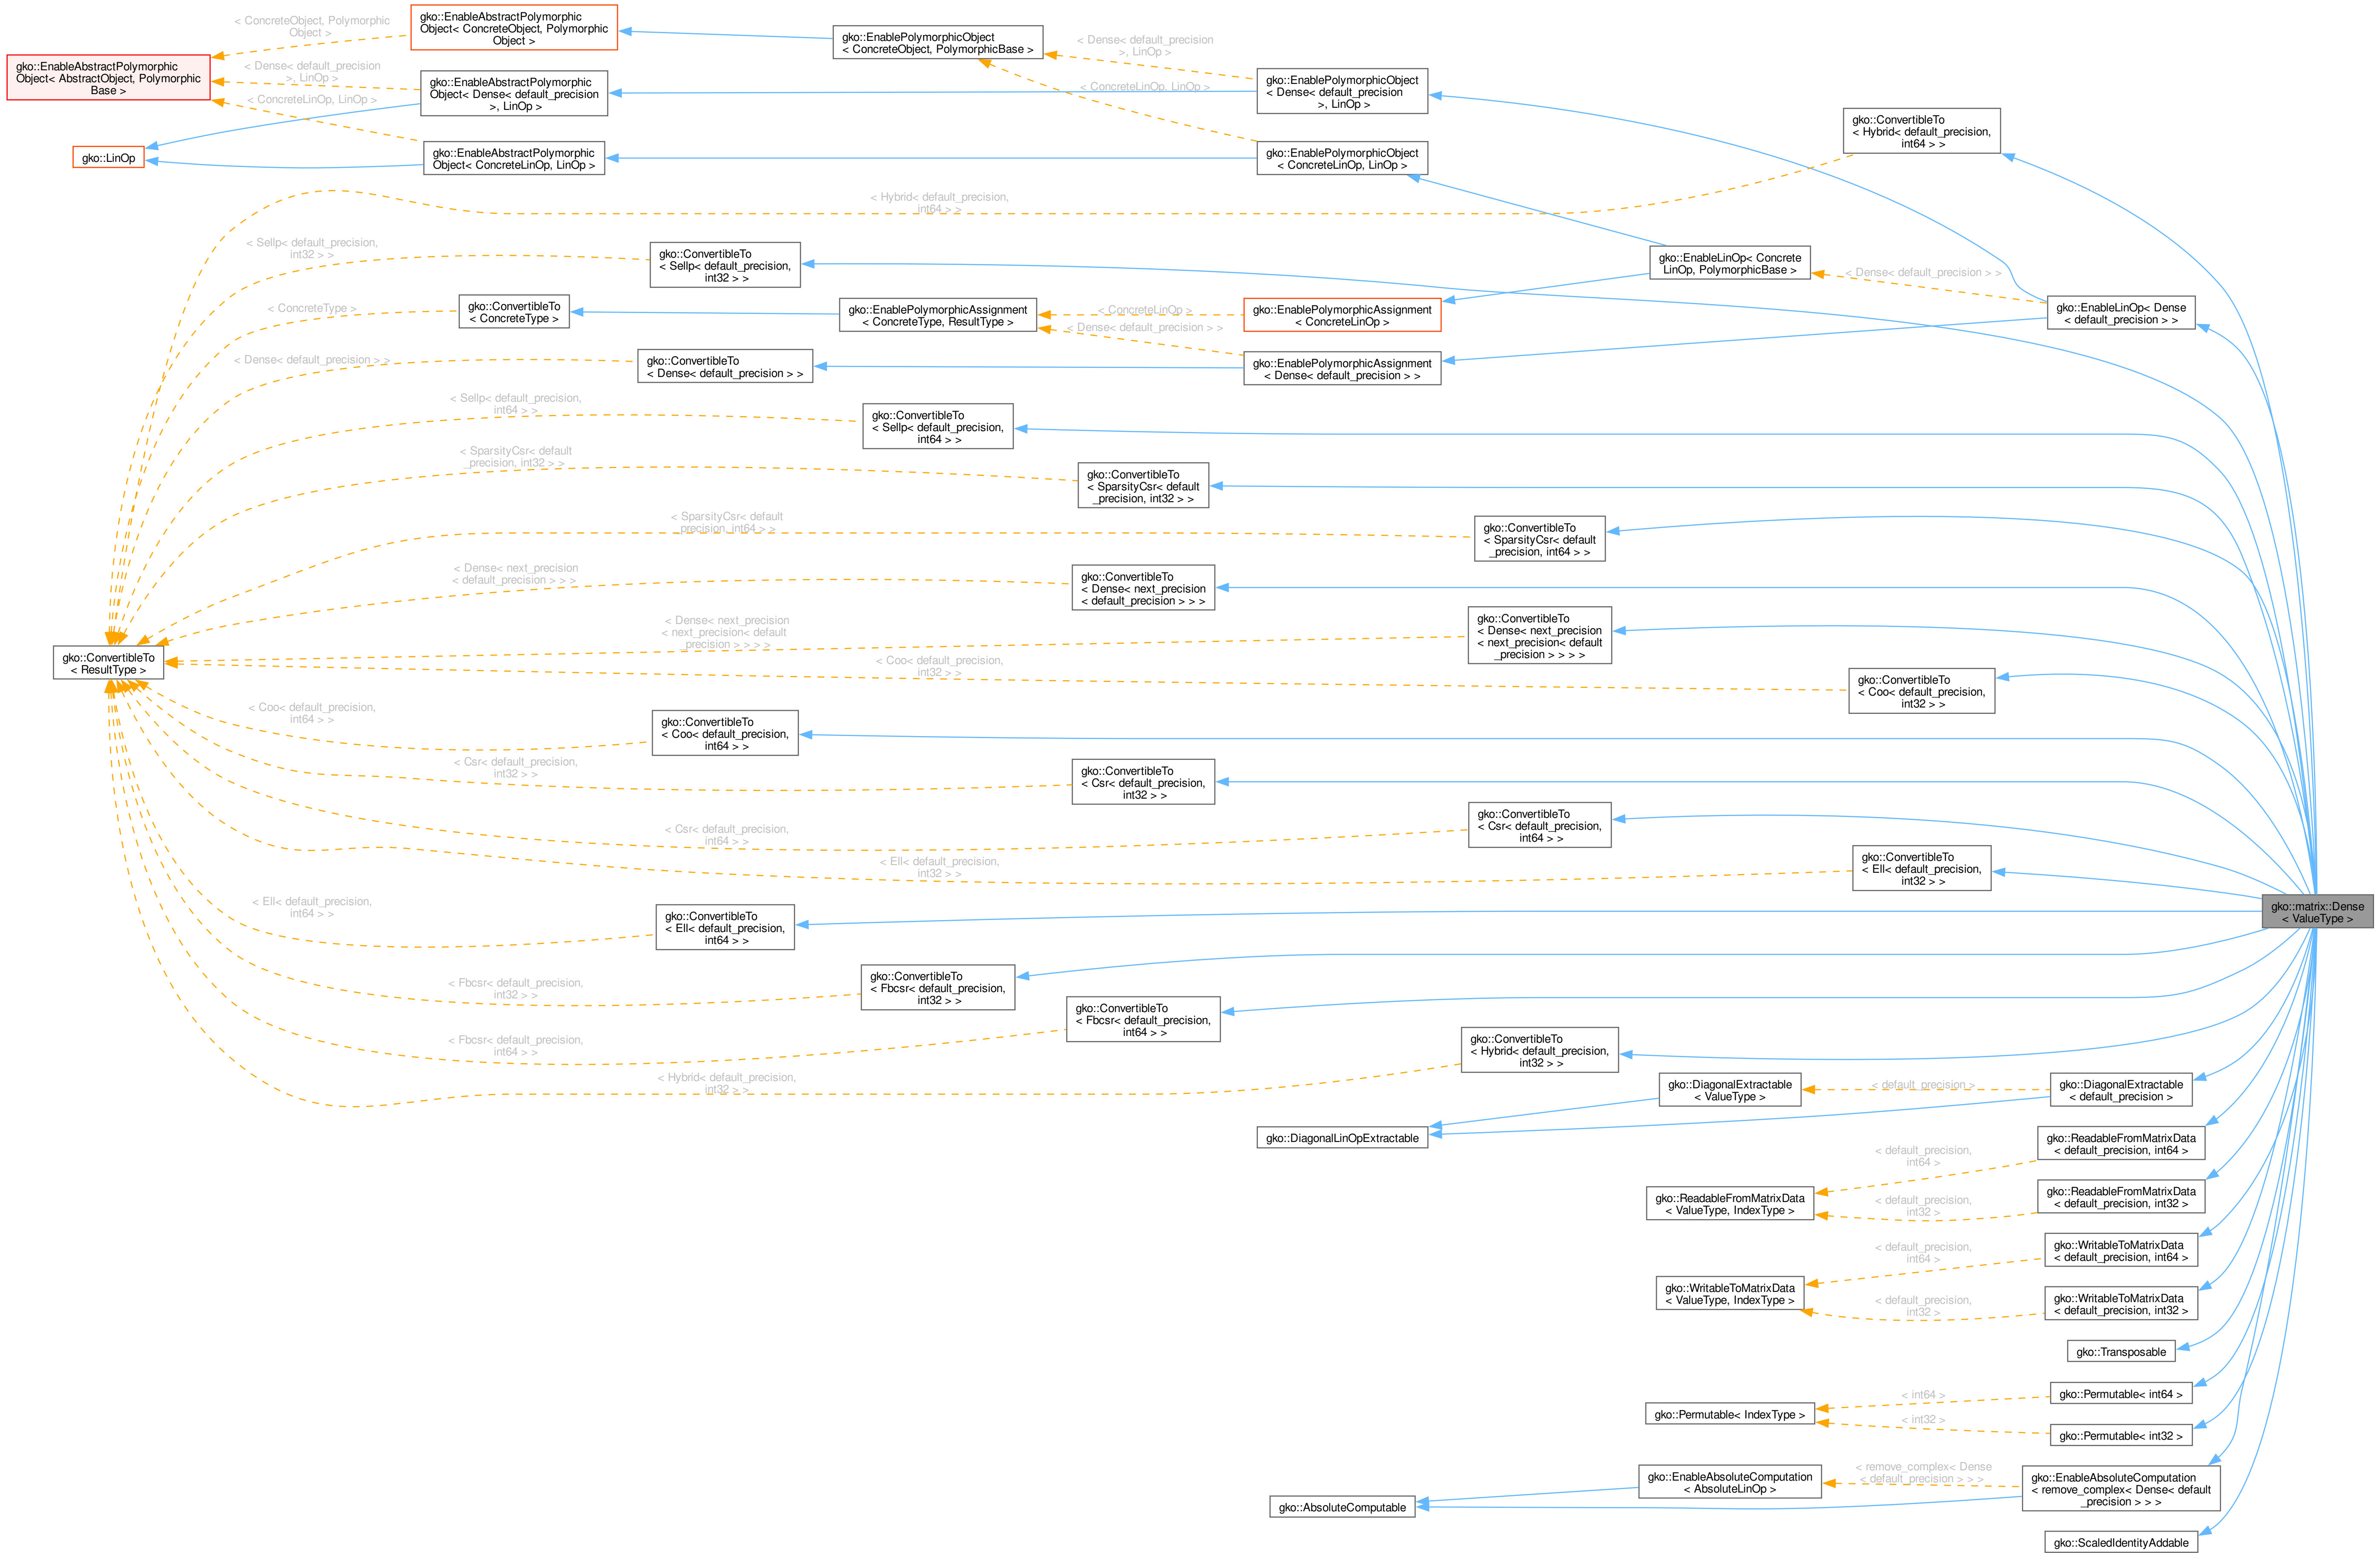 < ConcreteObject, Polymorphic
Object >
gko::EnableAbstractPolymorphic
Object< ConcreteObject, Polymorphic
Object >
gko::EnablePolymorphicObject
< ConcreteObject, PolymorphicBase >
< Dense< default_precision
>, LinOp >
gko::EnableAbstractPolymorphic
Object< AbstractObject, Polymorphic
Base >
< Dense< default_precision
>, LinOp >
gko::EnableAbstractPolymorphic
Object< Dense< default_precision
>, LinOp >
gko::EnablePolymorphicObject
< Dense< default_precision
>, LinOp >
< ConcreteLinOp, LinOp >
< ConcreteLinOp, LinOp >
gko::ConvertibleTo
< Hybrid< default_precision,
int64 > >
gko::LinOp
gko::EnableAbstractPolymorphic
Object< ConcreteLinOp, LinOp >
gko::EnablePolymorphicObject
< ConcreteLinOp, LinOp >
< Hybrid< default_precision,
int64 > >
< Sellp< default_precision,
int32 > >
gko::ConvertibleTo
< Sellp< default_precision,
int32 > >
gko::EnableLinOp< Concrete
LinOp, PolymorphicBase >
< Dense< default_precision > >
gko::EnableLinOp< Dense
< default_precision > >
< ConcreteType >
gko::ConvertibleTo
< ConcreteType >
gko::EnablePolymorphicAssignment
< ConcreteType, ResultType >
< ConcreteLinOp >
gko::EnablePolymorphicAssignment
< ConcreteLinOp >
< Dense< default_precision > >
< Dense< default_precision > >
gko::ConvertibleTo
< Dense< default_precision > >
gko::EnablePolymorphicAssignment
< Dense< default_precision > >
< Sellp< default_precision,
int64 > >
gko::ConvertibleTo
< Sellp< default_precision,
int64 > >
< SparsityCsr< default
_precision, int32 > >
gko::ConvertibleTo
< SparsityCsr< default
_precision, int32 > >
< SparsityCsr< default
_precision, int64 > >
gko::ConvertibleTo
< SparsityCsr< default
_precision, int64 > >
< Dense< next_precision
< default_precision > > >
gko::ConvertibleTo
< Dense< next_precision
< default_precision > > >
< Dense< next_precision
< next_precision< default
_precision > > > >
gko::ConvertibleTo
< Dense< next_precision
< next_precision< default
_precision > > > >
gko::ConvertibleTo
< ResultType >
< Coo< default_precision,
int32 > >
gko::ConvertibleTo
< Coo< default_precision,
int32 > >
< Coo< default_precision,
int64 > >
gko::ConvertibleTo
< Coo< default_precision,
int64 > >
< Csr< default_precision,
int32 > >
gko::ConvertibleTo
< Csr< default_precision,
int32 > >
< Csr< default_precision,
int64 > >
gko::ConvertibleTo
< Csr< default_precision,
int64 > >
< Ell< default_precision,
int32 > >
gko::ConvertibleTo
< Ell< default_precision,
int32 > >
gko::matrix::Dense
< ValueType >
< Ell< default_precision,
int64 > >
gko::ConvertibleTo
< Ell< default_precision,
int64 > >
< Fbcsr< default_precision,
int32 > >
gko::ConvertibleTo
< Fbcsr< default_precision,
int32 > >
< Fbcsr< default_precision,
int64 > >
gko::ConvertibleTo
< Fbcsr< default_precision,
int64 > >
< Hybrid< default_precision,
int32 > >
gko::ConvertibleTo
< Hybrid< default_precision,
int32 > >
gko::DiagonalExtractable
< ValueType >
< default_precision >
gko::DiagonalExtractable
< default_precision >
gko::DiagonalLinOpExtractable
< default_precision,
int64 >
gko::ReadableFromMatrixData
< default_precision, int64 >
gko::ReadableFromMatrixData
< ValueType, IndexType >
< default_precision,
int32 >
gko::ReadableFromMatrixData
< default_precision, int32 >
< default_precision,
int64 >
gko::WritableToMatrixData
< default_precision, int64 >
gko::WritableToMatrixData
< ValueType, IndexType >
< default_precision,
int32 >
gko::WritableToMatrixData
< default_precision, int32 >
gko::Transposable
< int64 >
gko::Permutable< int64 >
gko::Permutable< IndexType >
< int32 >
gko::Permutable< int32 >
gko::AbsoluteComputable
gko::EnableAbsoluteComputation
< AbsoluteLinOp >
< remove_complex< Dense
< default_precision > > >
gko::EnableAbsoluteComputation
< remove_complex< Dense< default
_precision > > >
gko::ScaledIdentityAddable